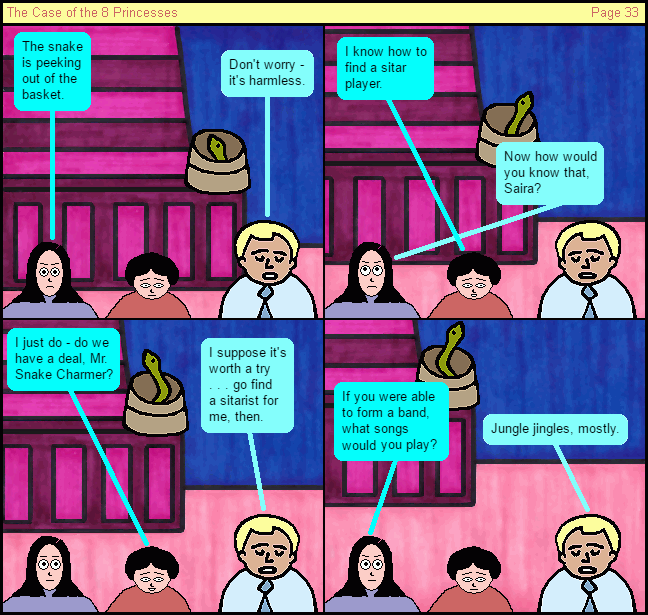 The Case of the 8 Princesses
Page 33
The snake
is peeking
out of the
basket.
Don't worry -
it's harmless.
I know how to
find a sitar
player.
Now how would
you know that,
Saira?
I just do - do we
have a deal, Mr.
Snake Charmer?
I suppose it's
worth a try
. . . go find
a sitarist for
me, then.
If you were able
to form a band,
what songs
would you play?
Jungle jingles, mostly.